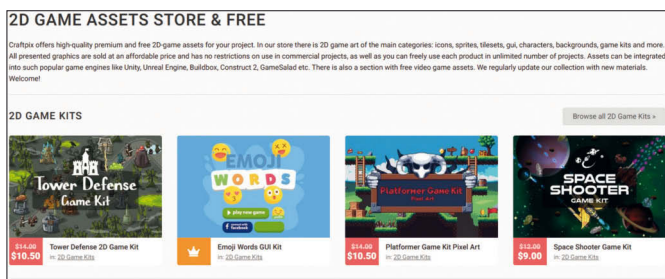 2D GAME ASSETS STORE & FREE
Craftpix offers high-quality premium and free 2D-game assets for your project. In our store there is 2D game art of the main categories: icons, sprites, tilesets, gui, characters, backgrounds, game kits and more.
All presented graphics are sold at an affordable price and has no restrictions on use in commercial projects, as well as you can freely use each product in unlimited number of projects. Assets can be integrated
into such popular game engines like Unity, Unreal Engine, Buildbox, Construct 2, GameSalad etc. There is also a section with free video game assets. We regularly update our collection with new materials.
Welcome!
2D GAME KITS
Browse all 2D Game Kits »
Tower Defense
Game Kit
EMOJI
WORDS
play new game
facebook
Platformer Game Kit
Pixel Art
SPACE
SHOOTER
GAME KIT
$14.00
$10.50
Tower Defense 2D Game Kit
in: 2D Game Kits
Emoji Words GUI Kit
in: 2D Game Kits
$14.00
$10.50
Platformer Game Kit Pixel Art
in: 2D Game Kits
$12.00
$9.00
Space Shooter Game Kit
in: 2D Game Kits